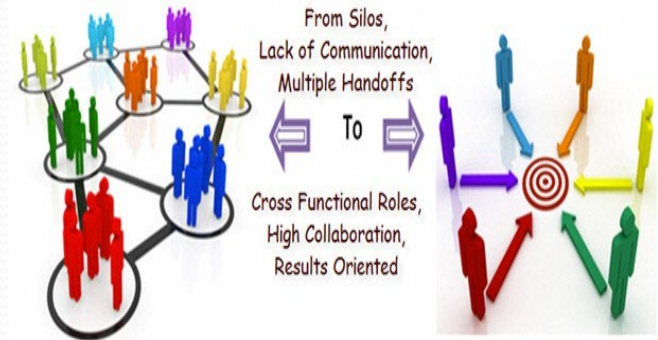 From Silos,
Lack of Communication,
Multiple Handoffs
To
Cross Functional Roles,
High Collaboration,
Results Oriented